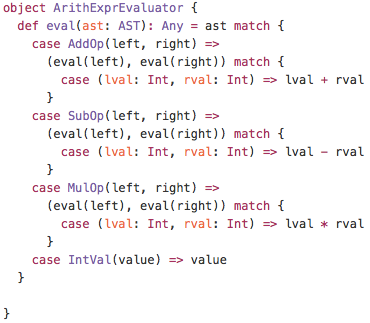 object ArithExprEvaluator {
  def eval(ast: AST): Any = ast match {
    case AddOp(left, right) =>
      (eval(left), eval(right)) match {
        case (lval: Int, rval: Int) => lval + rval
      }
    case SubOp(left, right) =>
      (eval(left), eval(right)) match {
        case (lval: Int, rval: Int) => lval − rval
      }
    case MulOp(left, right) =>
      (eval(left), eval(right)) match {
        case (lval: Int, rval: Int) => lval * rval
      }
    case IntVal(value) => value
  }

}